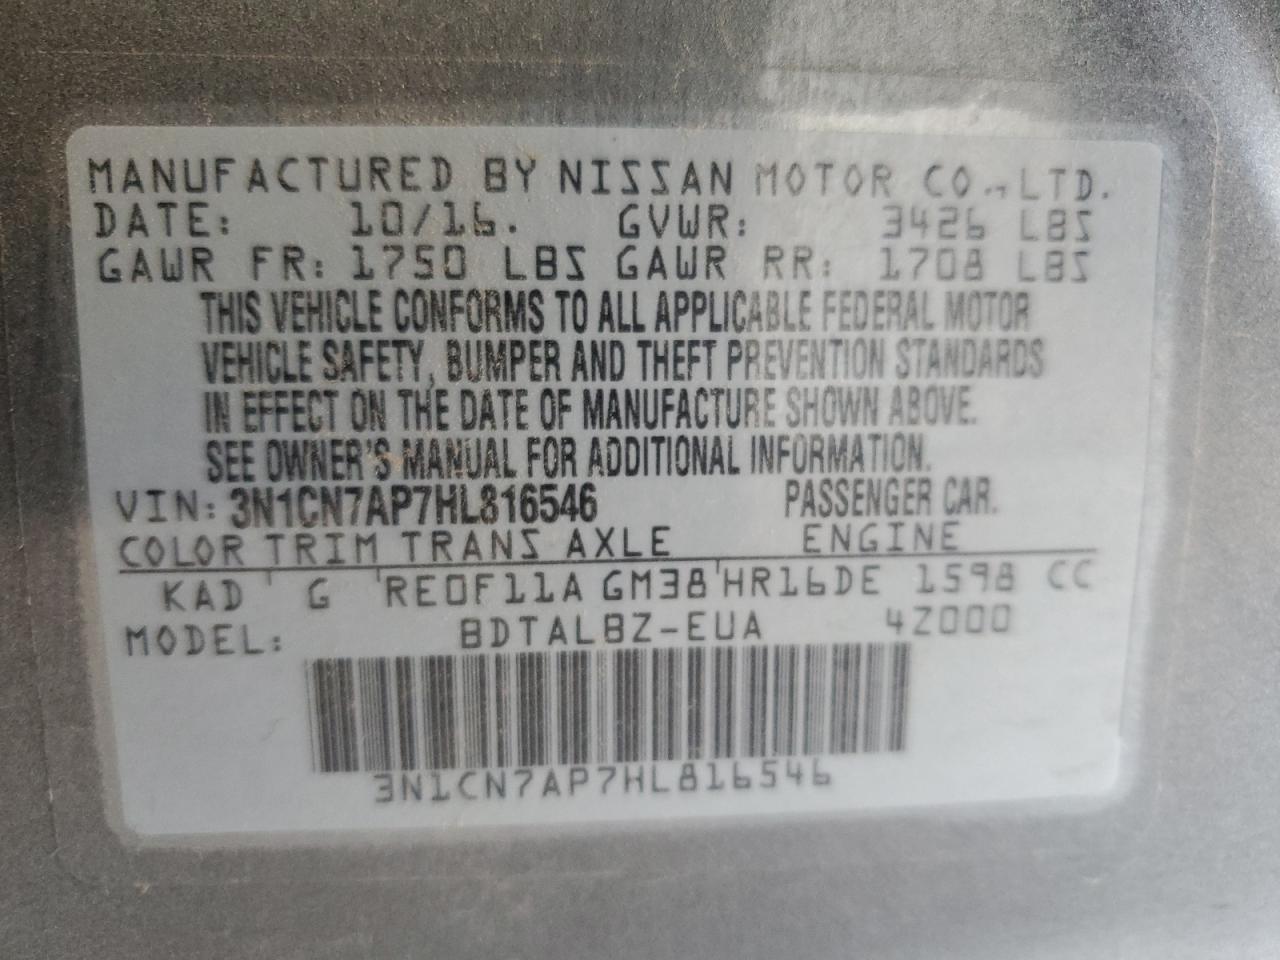 MANUFACTURED BY NISSAN MOTOR CO.,LTD.
DATE: 10/16. GVWR: 3426 LBS
GAWR FR: 1750 LBS GAWR RR: 1708 LBS
THIS VEHICLE CONFORMS TO ALL APPLICABLE FEDERAL MOTOR
VEHICLE SAFETY, BUMPER AND THEFT PREVENTION STANDARDS
IN EFFECT ON THE DATE OF MANUFACTURE SHOWN ABOVE.
SEE OWNER'S MANUAL FOR ADDITIONAL INFORMATION.
VIN: 3N1CN7AP7HL816546 PASSENGER CAR.
COLOR TRIM TRANS AXLE ENGINE
KAD G RE0F11A GM38 HR16DE 1598 CC
MODEL: BDTALBZ-EUA 4Z000
3N1CN7AP7HL816546